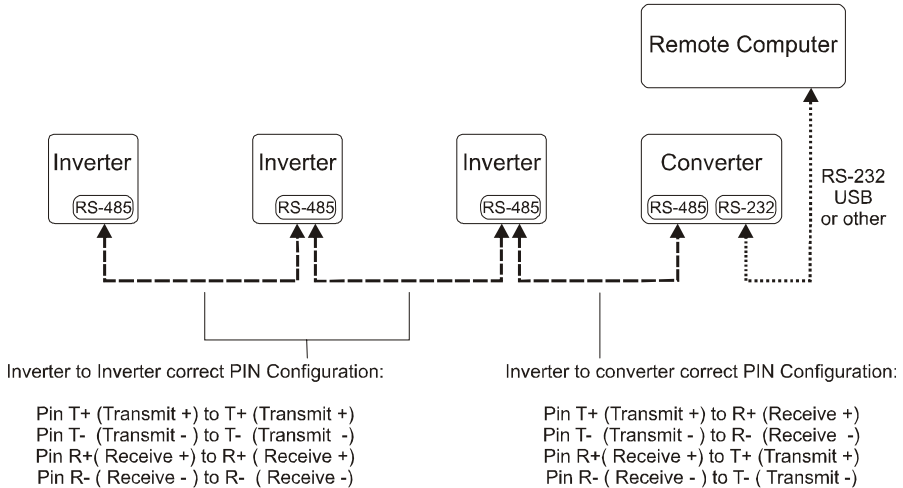 Remote Computer
Inverter
RS-485
Inverter
RS-485
Inverter
RS-485
Converter
RS-485
RS-232
RS-232
USB
or other
Inverter to Inverter correct PIN Configuration:
Pin T+ (Transmit +) to T+ (Transmit +)
Pin T- (Transmit - ) to T- (Transmit -)
Pin R+( Receive +) to R+ ( Receive +)
Pin R- ( Receive - ) to R- ( Receive -)
Inverter to converter correct PIN Configuration:
Pin T+ (Transmit +) to R+ (Receive +)
Pin T- (Transmit - ) to R- (Receive -)
Pin R+( Receive +) to T+ (Transmit +)
Pin R- ( Receive - ) to T- ( Transmit -)